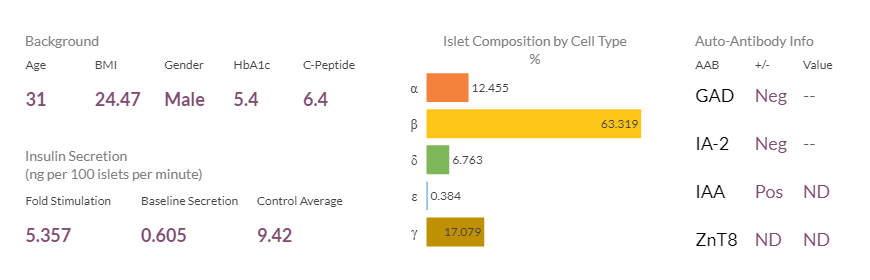 Background
Age BMI Gender HbA1c C-Peptide
31 24.47 Male 5.4 6.4
Insulin Secretion
(ng per 100 islets per minute)
Fold Stimulation Baseline Secretion Control Average
5.357 0.605 9.42
Islet Composition by Cell Type
%
α 12.455
β 63.319
δ 6.763
ε 0.384
γ 17.079
Auto-Antibody Info
AAB +/- Value
GAD Neg --
IA-2 Neg --
IAA Pos ND
ZnT8 ND ND